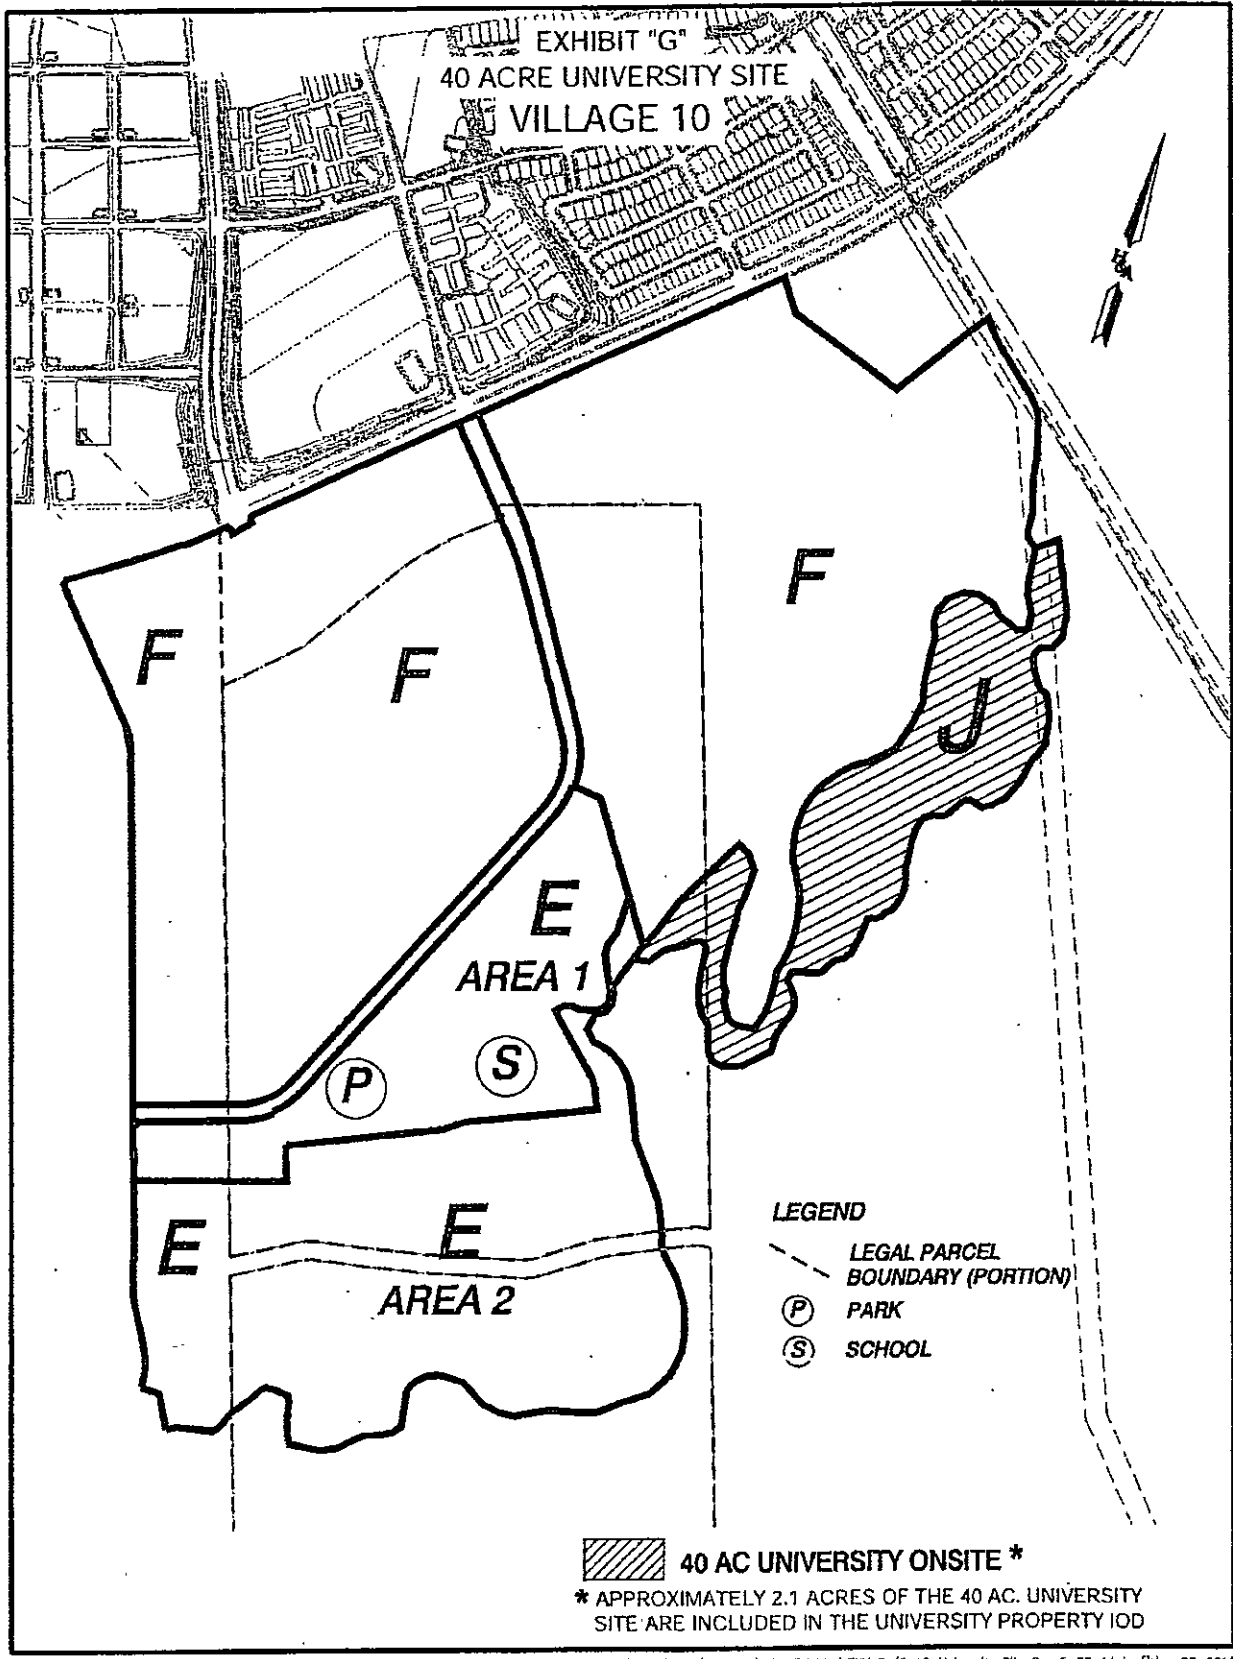 EXHIBIT "G"
40 ACRE UNIVERSITY SITE
VILLAGE 10
F
F
F
J
E
AREA 1
P
S
E
E
AREA 2
LEGEND
LEGAL PARCEL
BOUNDARY (PORTION)
P PARK
S SCHOOL
40 AC UNIVERSITY ONSITE *
* APPROXIMATELY 2.1 ACRES OF THE 40 AC. UNIVERSITY
SITE ARE INCLUDED IN THE UNIVERSITY PROPERTY IOD